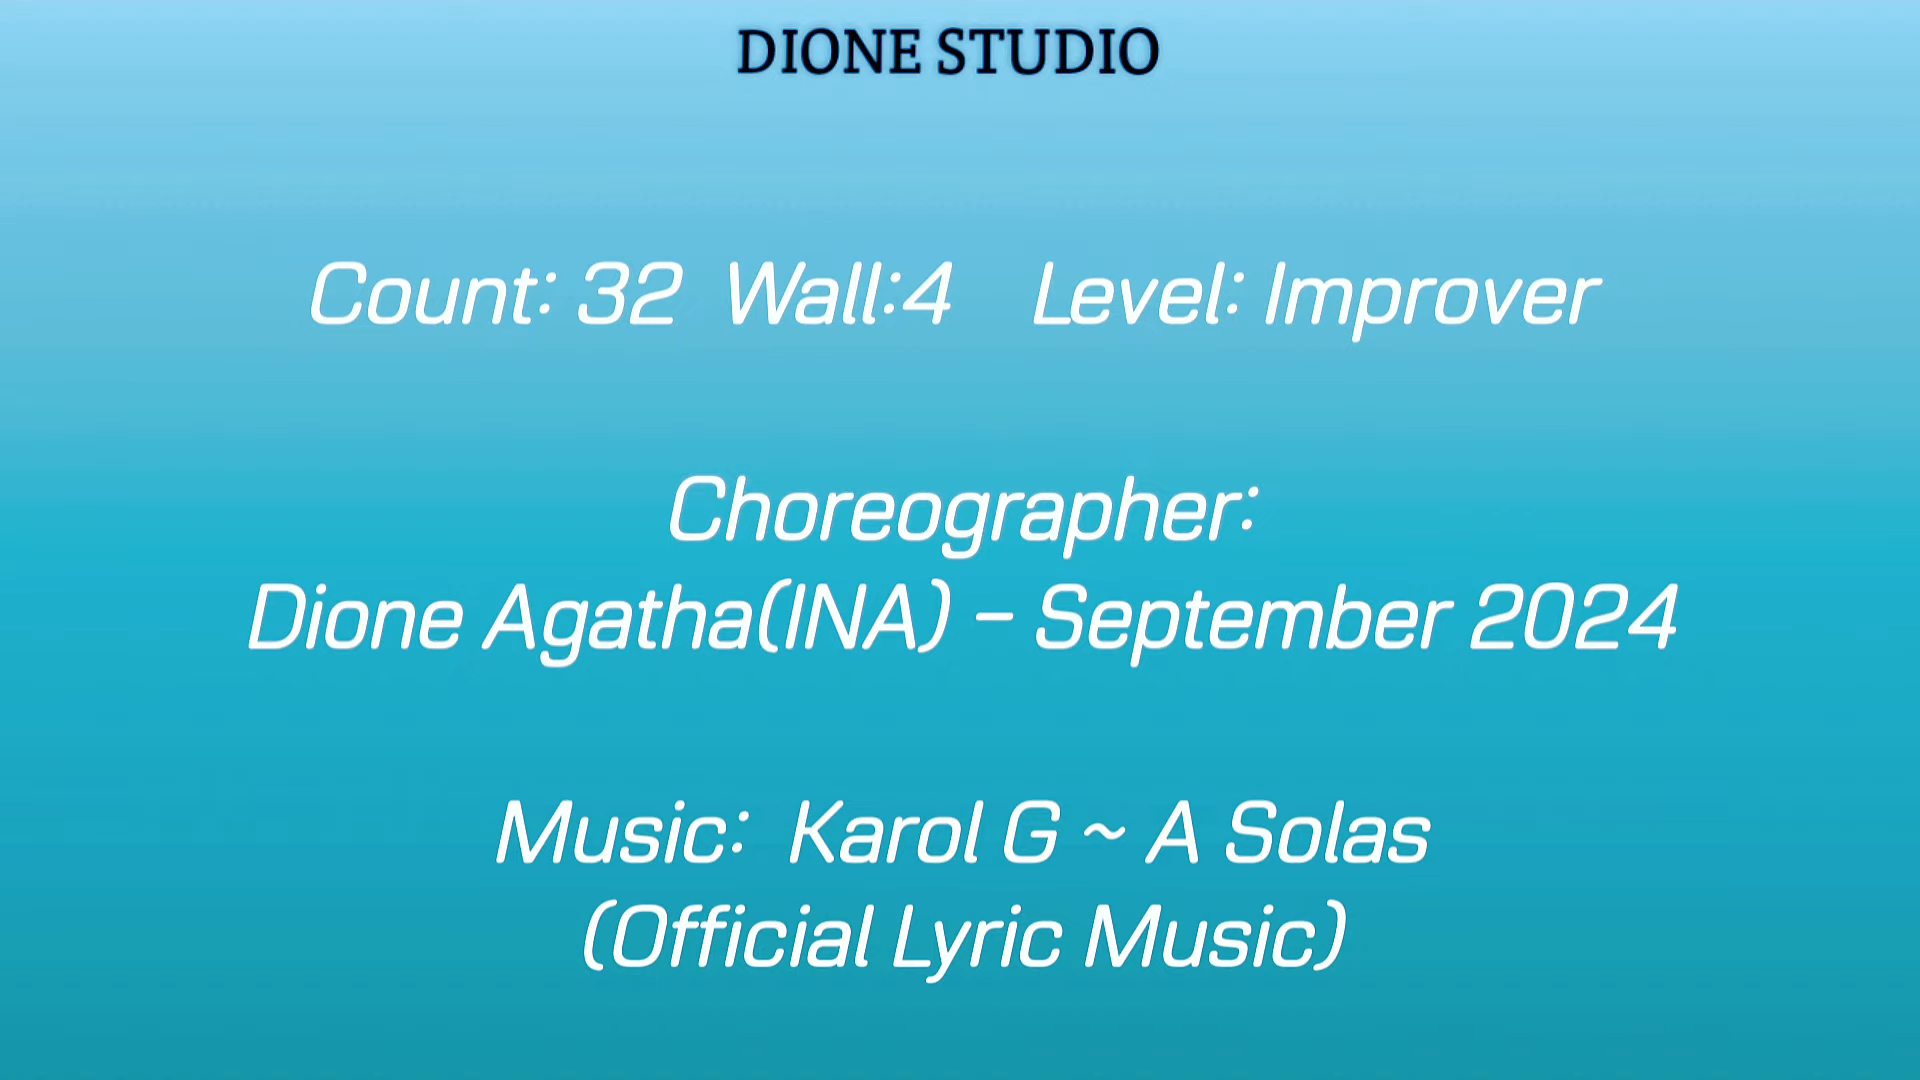 DIONE STUDIO
Count: 32  Wall:4    Level: Improver
Choreographer:
Dione Agatha(INA) – September 2024
Music:  Karol G ~ A Solas
(Official Lyric Music)